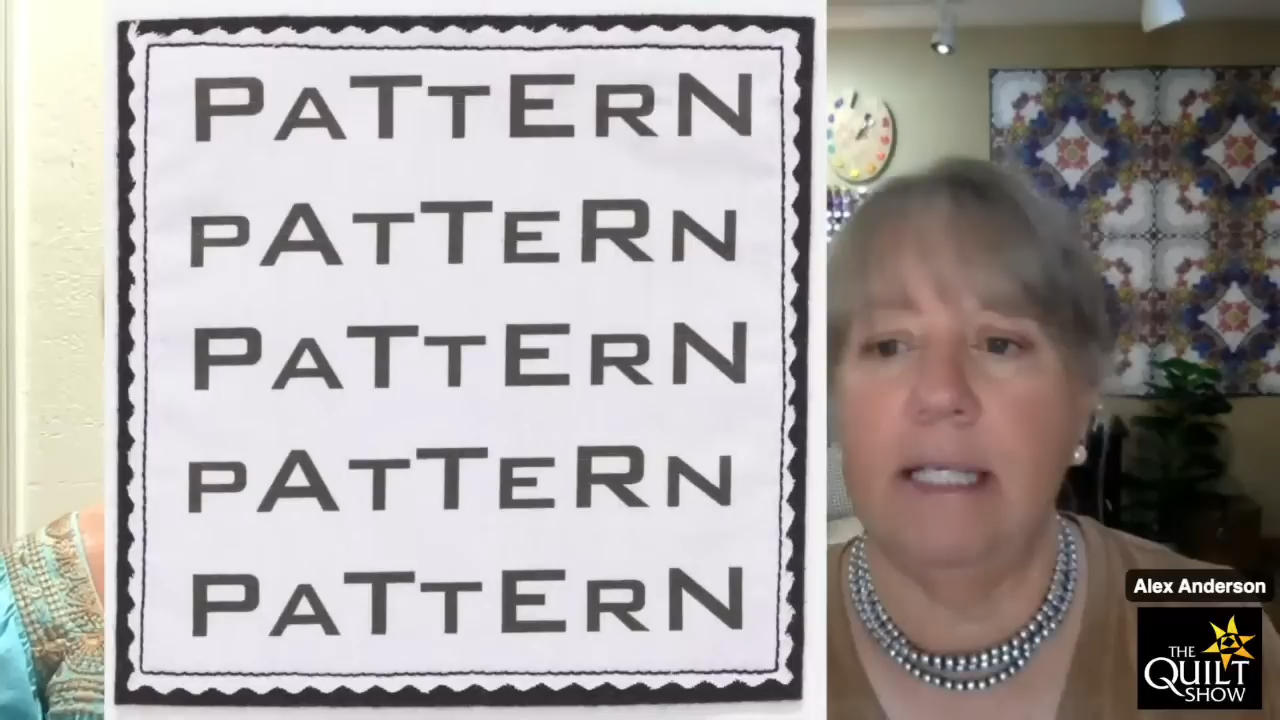 PATTERN
pATTERN
PATTERN
pATTERN
PATTERN
Alex Anderson
THE
QUILT
SHOW